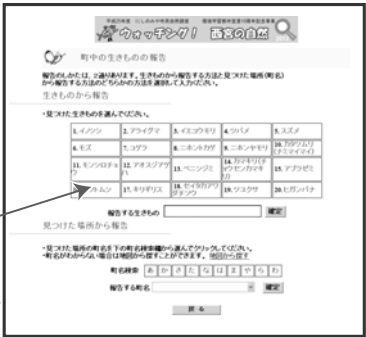 平成20年度 にしのみや市民自然調査 環境学習都市宣言10周年記念事業
ウォッチング! 西宮の自然
町中の生きものの報告
報告のしかたは、2通りあります。生きものから報告する方法と見つけた場所(町名)
から報告する方法のどちらかの方法を選択して入力ください。
生きものから報告
・見つけた生きものを選んでください。
1.イノシシ 2.アライグマ 3.イエコウモリ 4.ツバメ 5.スズメ
6.モズ 7.コゲラ 8.ニホントカゲ 9.ニホンヤモリ 10.カタツムリ(ナミマイマイ)
11.モンシロチョウ 12.アオスジアゲハ 13.ベニシジミ 14.カマキリ(チョウセンカマキリ) 15.アブラゼミ
ムシ 17.キリギリス 18.セイタカアワダチソウ 19.ツユクサ 20.ヒガンバナ
報告する生きもの 確定
見つけた場所から報告
・見つけた場所の町名を下の町名検索欄から選んでクリックしてください。
・町名がわからない場合は地図から探すことができます。 地図から探す
町名検索 あ か さ た な は ま や ら わ
報告する町名 確定
戻る